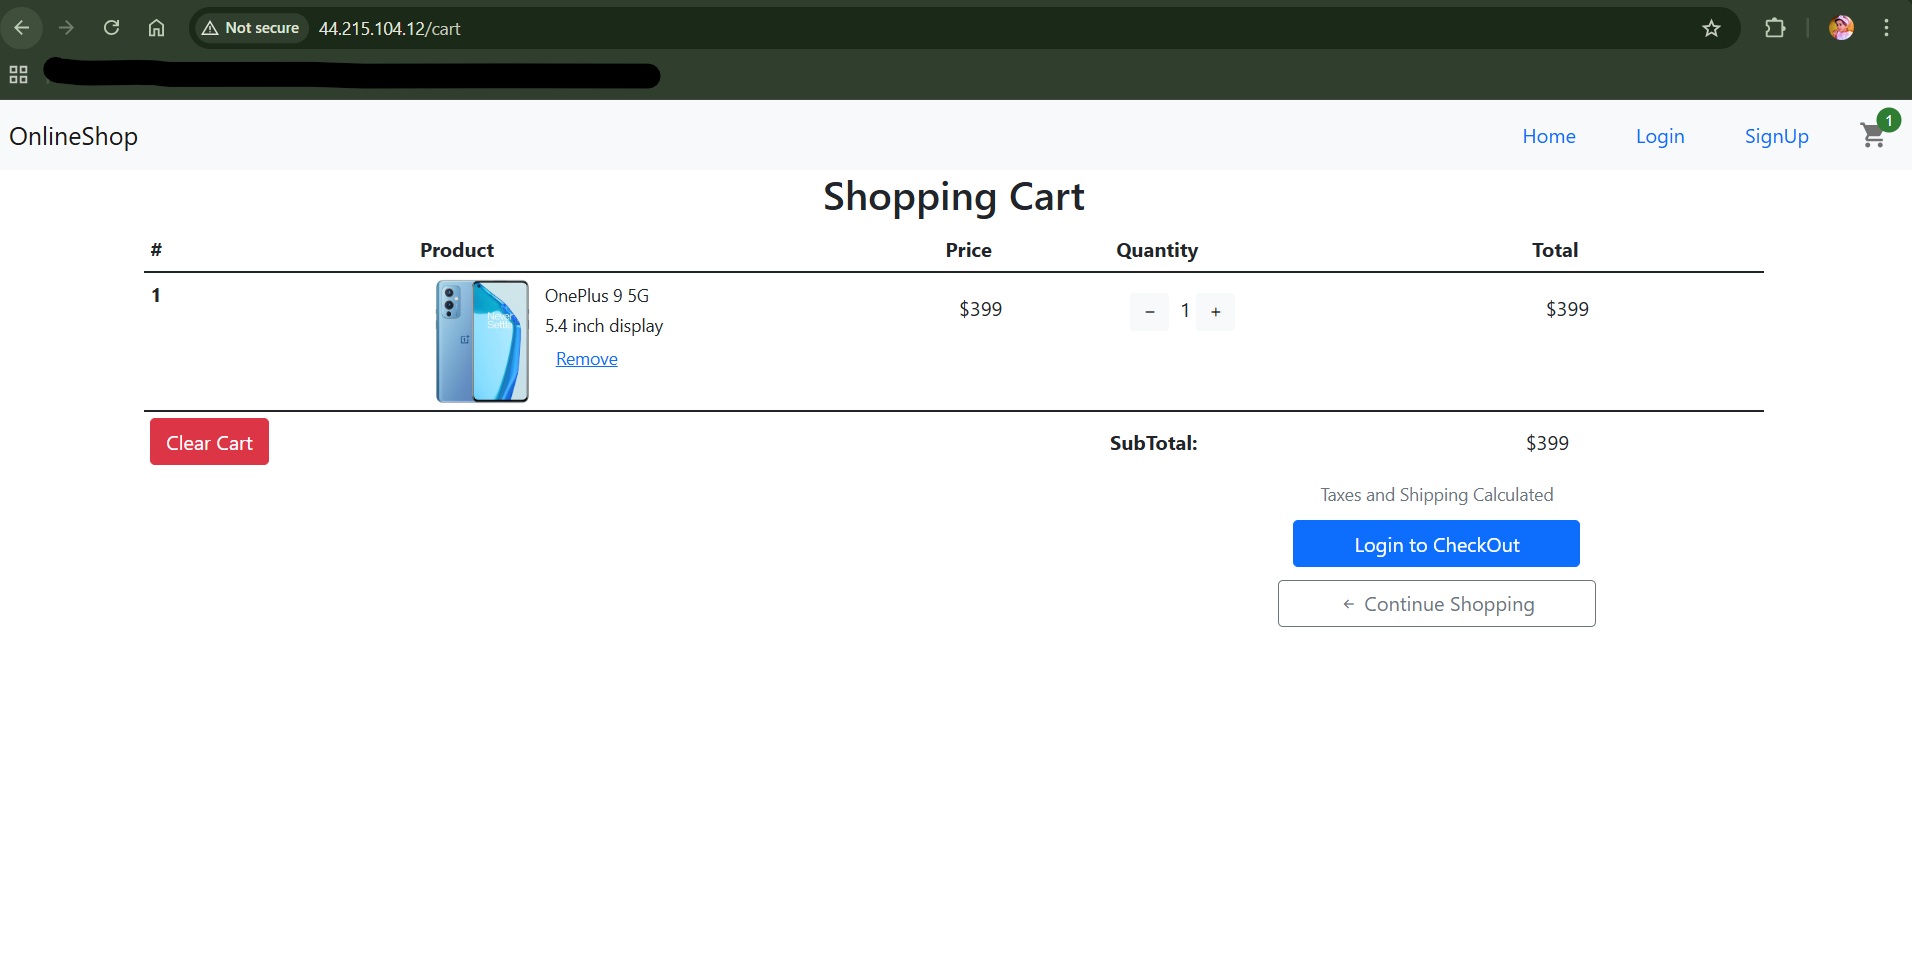 Not secure 44.215.104.12/cart
OnlineShop
Home Login SignUp 1
Shopping Cart
# Product Price Quantity Total
1 OnePlus 9 5G $399 − 1 + $399
5.4 inch display
Remove
Never
Settle
Clear Cart SubTotal: $399
Taxes and Shipping Calculated
Login to CheckOut
← Continue Shopping